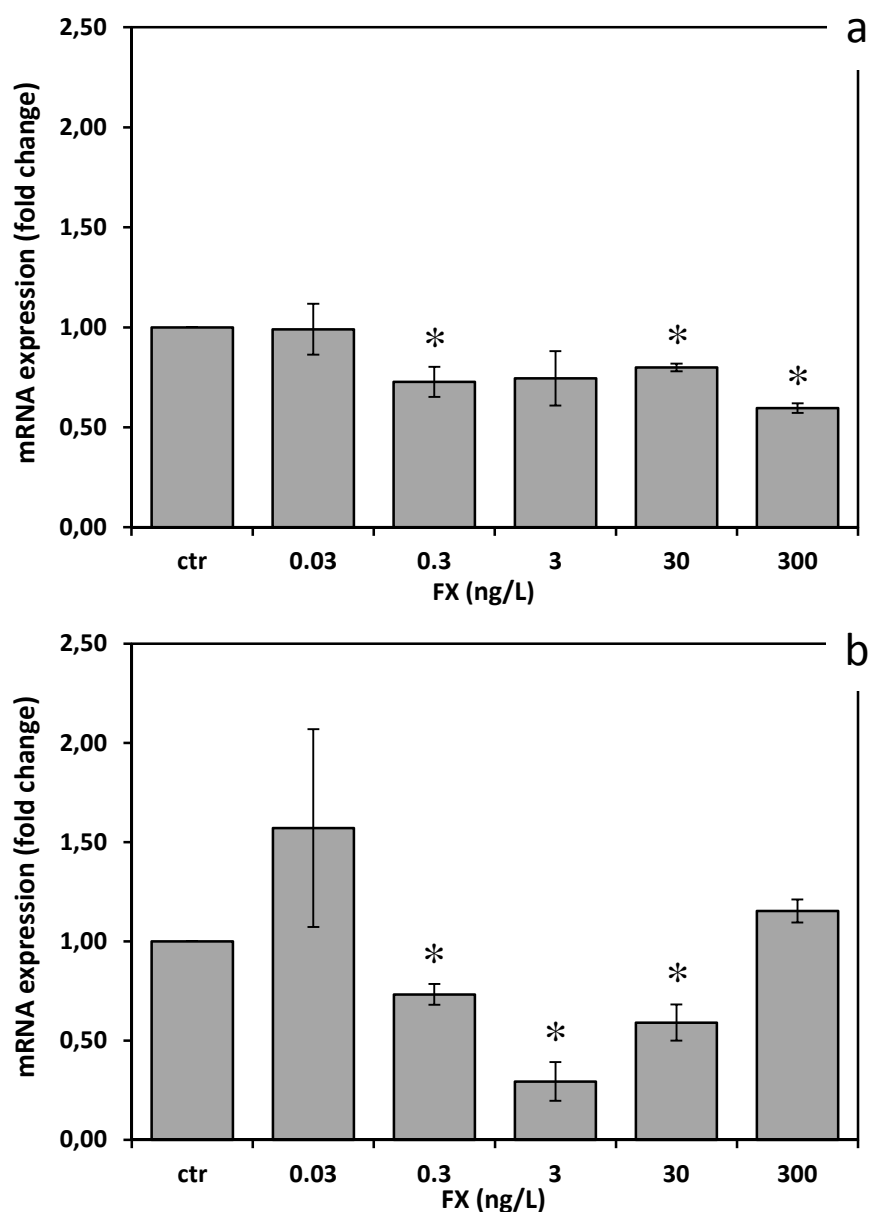 a
mRNA expression (fold change)
2,50
2,00
1,50
1,00
0,50
0,00
* * *
ctr 0.03 0.3 3 30 300
FX (ng/L)
b
mRNA expression (fold change)
2,50
2,00
1,50
1,00
0,50
0,00
* * *
ctr 0.03 0.3 3 30 300
FX (ng/L)